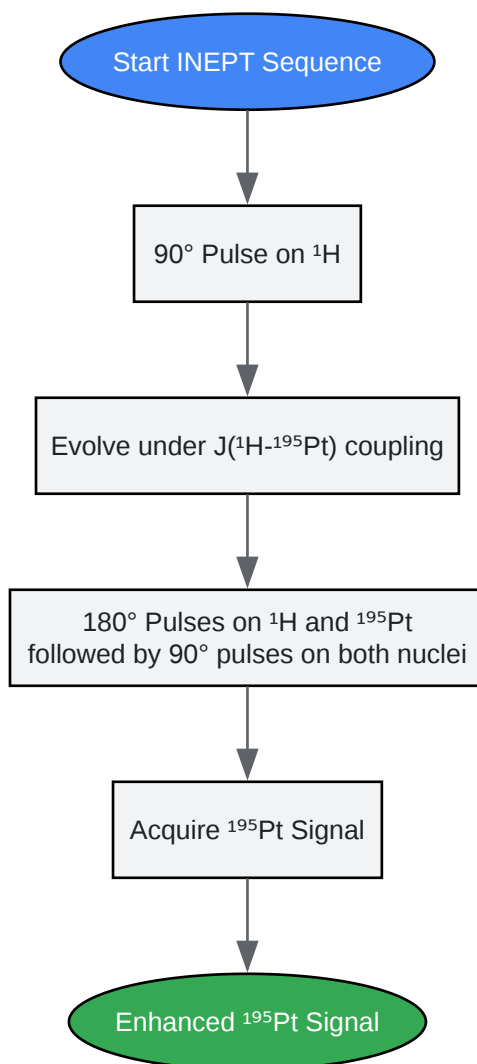 Start INEPT Sequence
90° Pulse on ¹H
Evolve under J(¹H-¹⁹⁵Pt) coupling
180° Pulses on ¹H and ¹⁹⁵Pt
followed by 90° pulses on both nuclei
Acquire ¹⁹⁵Pt Signal
Enhanced ¹⁹⁵Pt Signal